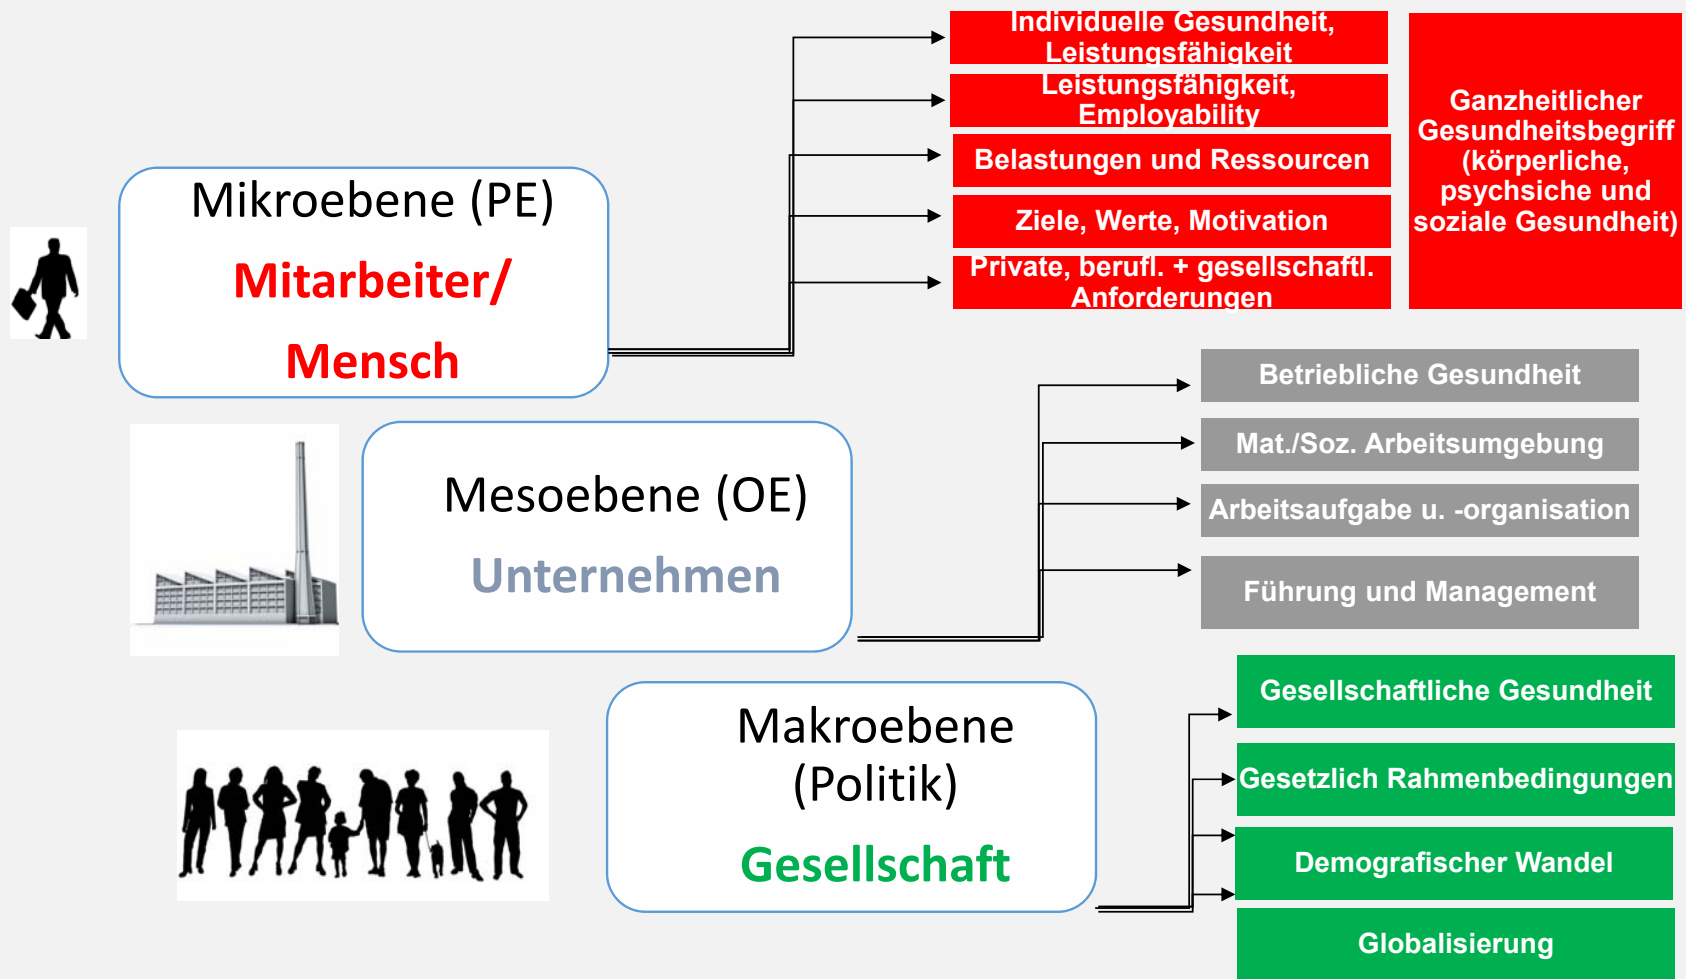 Mikroebene (PE)
Mitarbeiter/
Mensch
Individuelle Gesundheit,
Leistungsfähigkeit
Leistungsfähigkeit,
Employability
Belastungen und Ressourcen
Ziele, Werte, Motivation
Private, berufl. + gesellschaftl.
Anforderungen
Ganzheitlicher
Gesundheitsbegriff
(körperliche,
psychsiche und
soziale Gesundheit)
Mesoebene (OE)
Unternehmen
Betriebliche Gesundheit
Mat./Soz. Arbeitsumgebung
Arbeitsaufgabe u. -organisation
Führung und Management
Makroebene
(Politik)
Gesellschaft
Gesellschaftliche Gesundheit
Gesetzlich Rahmenbedingungen
Demografischer Wandel
Globalisierung